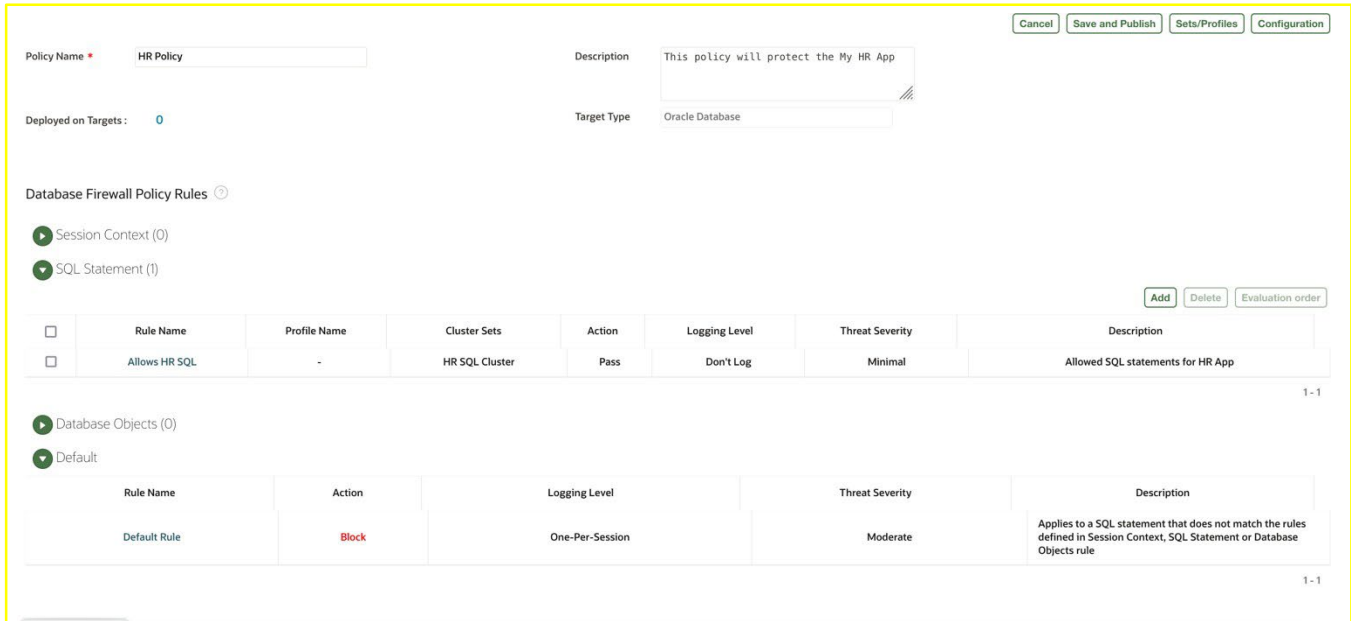 Cancel Save and Publish Sets/Profiles Configuration
Policy Name * HR Policy Description This policy will protect the My HR App
Deployed on Targets : 0 Target Type Oracle Database
Database Firewall Policy Rules ?
Session Context (0)
SQL Statement (1)
Add Delete Evaluation order
Rule Name Profile Name Cluster Sets Action Logging Level Threat Severity Description
Allows HR SQL - HR SQL Cluster Pass Don't Log Minimal Allowed SQL statements for HR App
1 - 1
Database Objects (0)
Default
Rule Name Action Logging Level Threat Severity Description
Default Rule Block One-Per-Session Moderate Applies to a SQL statement that does not match the rules
defined in Session Context, SQL Statement or Database
Objects rule
1 - 1